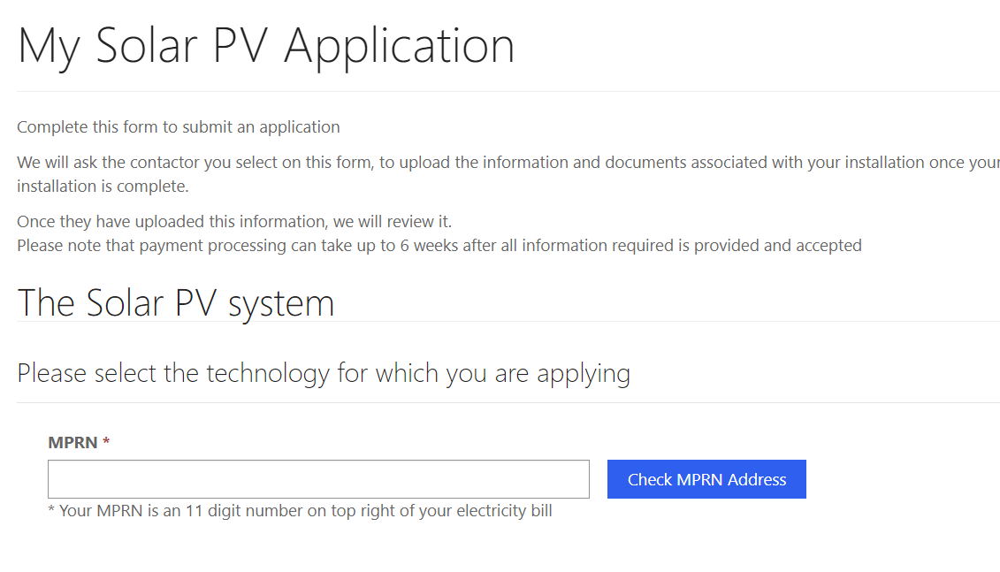 My Solar PV Application
Complete this form to submit an application
We will ask the contactor you select on this form, to upload the information and documents associated with your installation once your
installation is complete.
Once they have uploaded this information, we will review it.
Please note that payment processing can take up to 6 weeks after all information required is provided and accepted
The Solar PV system
Please select the technology for which you are applying
MPRN *
Check MPRN Address
* Your MPRN is an 11 digit number on top right of your electricity bill